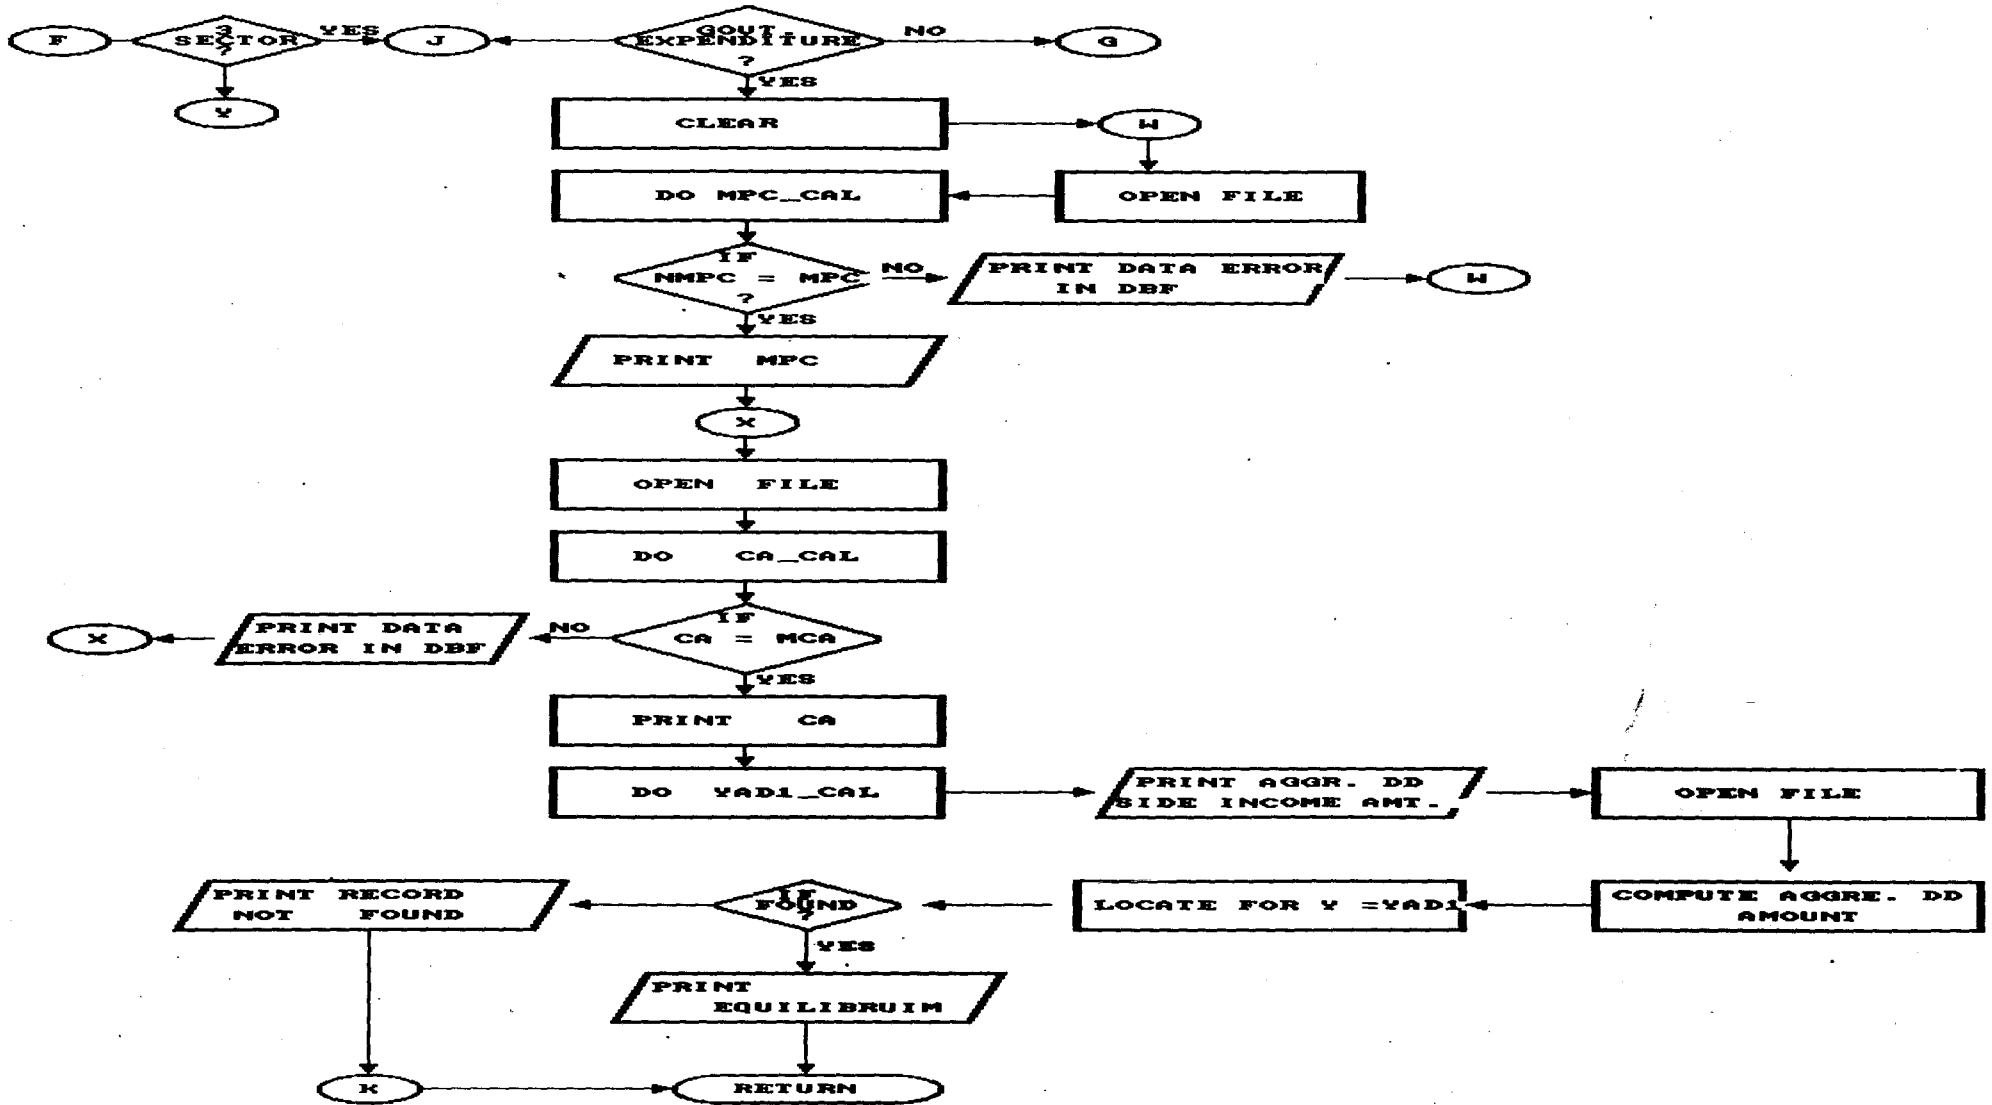 F
3
SECTOR
?
YES
J
GOVT.
EXPENDITURE
?
NO
G
YES
Y
CLEAR
W
DO MPC_CAL
OPEN FILE
IF
NMPC = MPC
?
NO
PRINT DATA ERROR
IN DBF
W
YES
PRINT MPC
X
OPEN FILE
DO CA_CAL
IF
CA = MCA
NO
PRINT DATA
ERROR IN DBF
X
YES
PRINT CA
DO YAD1_CAL
PRINT AGGR. DD
SIDE INCOME AMT.
OPEN FILE
COMPUTE AGGRE. DD
AMOUNT
LOCATE FOR Y =YAD1
IF
FOUND
?
PRINT RECORD
NOT FOUND
YES
PRINT
EQUILIBRUIM
K
RETURN